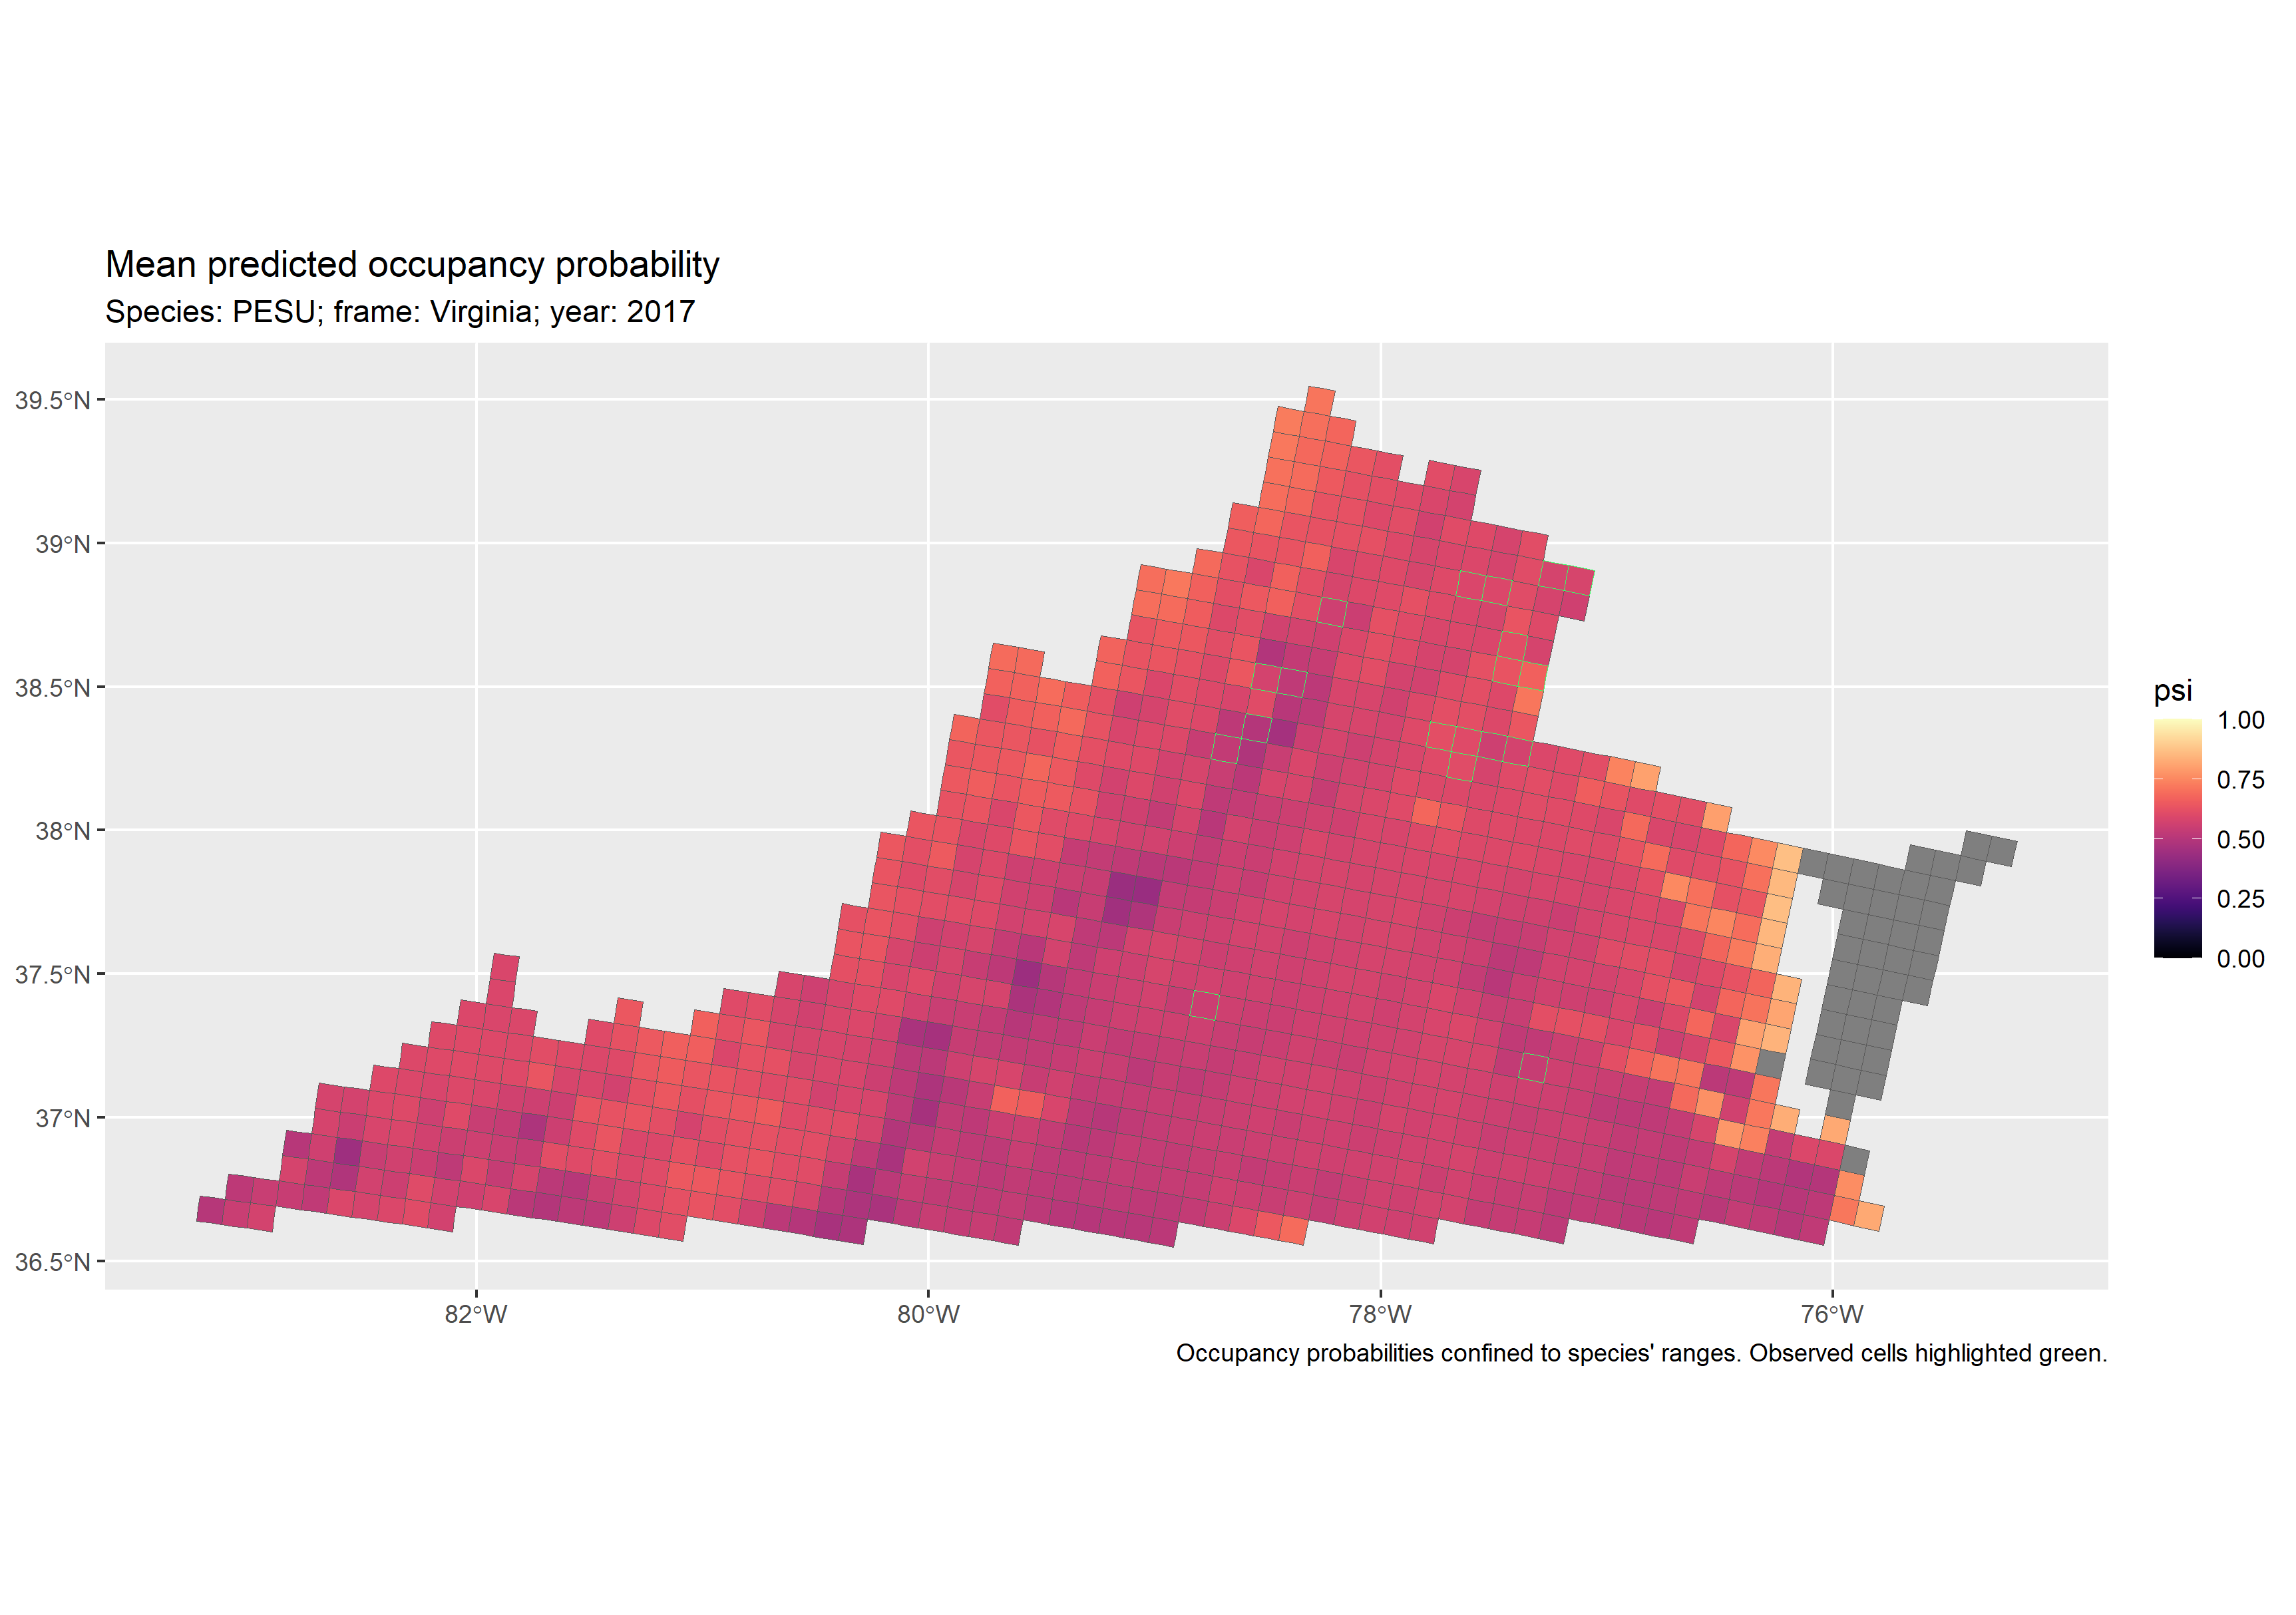 Mean predicted occupancy probability
Species: PESU; frame: Virginia; year: 2017
39.5°N
39°N
38.5°N
38°N
37.5°N
37°N
36.5°N
82°W
80°W
78°W
76°W
psi
1.00
0.75
0.50
0.25
0.00
Occupancy probabilities confined to species' ranges. Observed cells highlighted green.